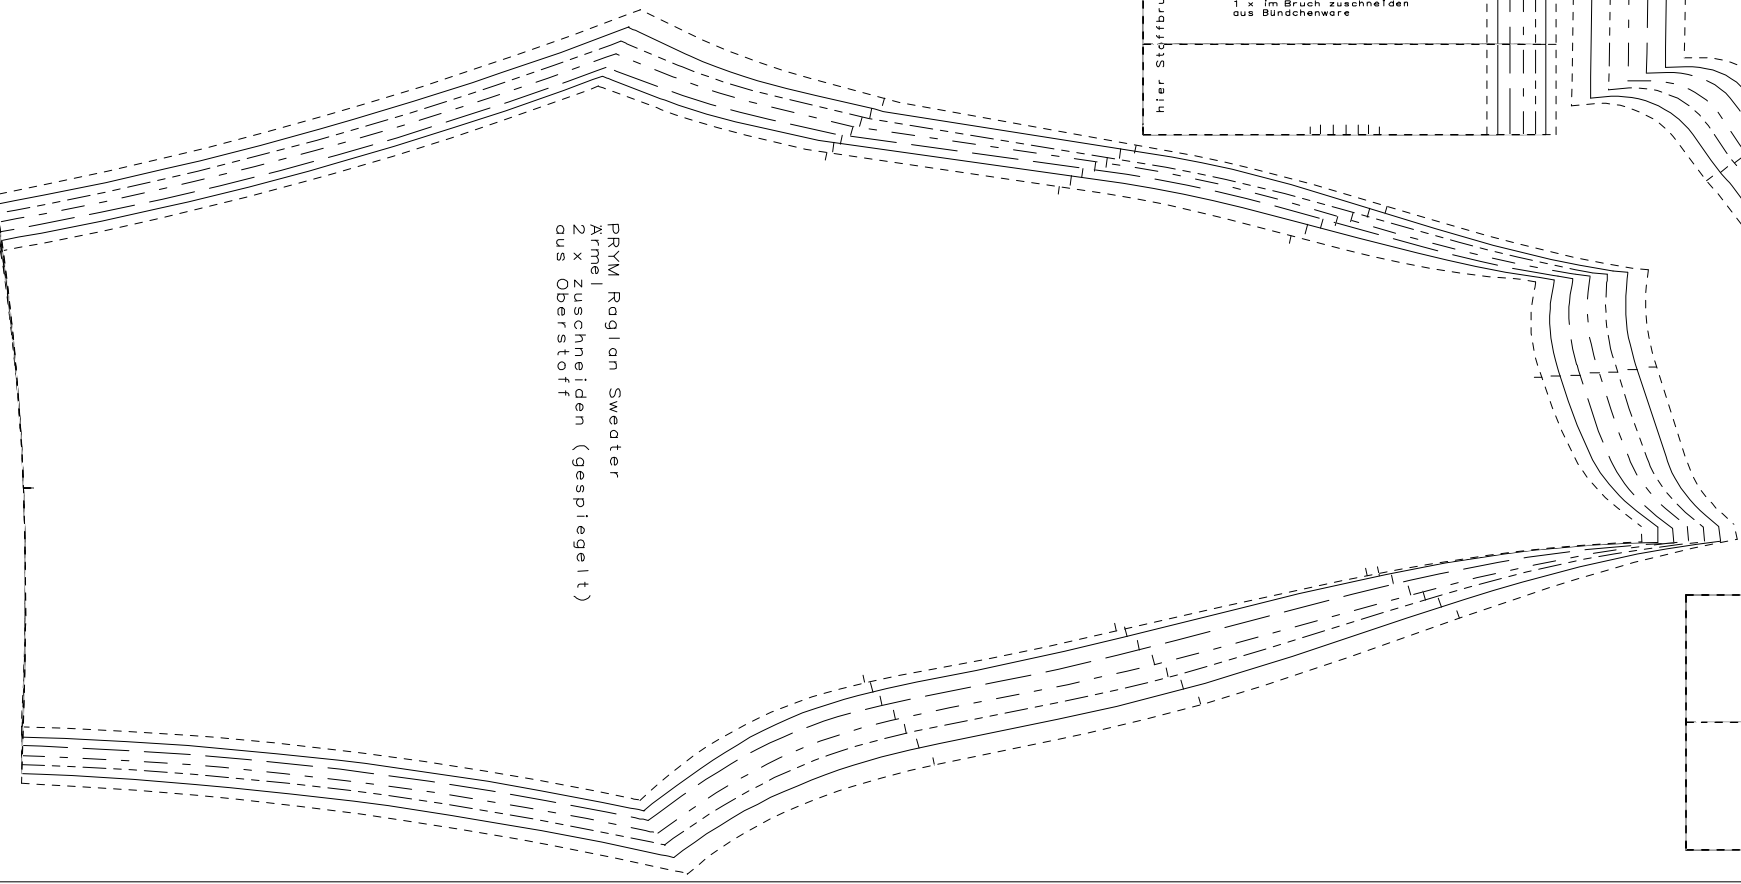 1 x im Bruch zuschneiden
aus Bündchenware
hier Stoffbru
PRYM Raglan Sweater
Ärmel
2 x zuschneiden (gespiegelt)
aus Oberstoff